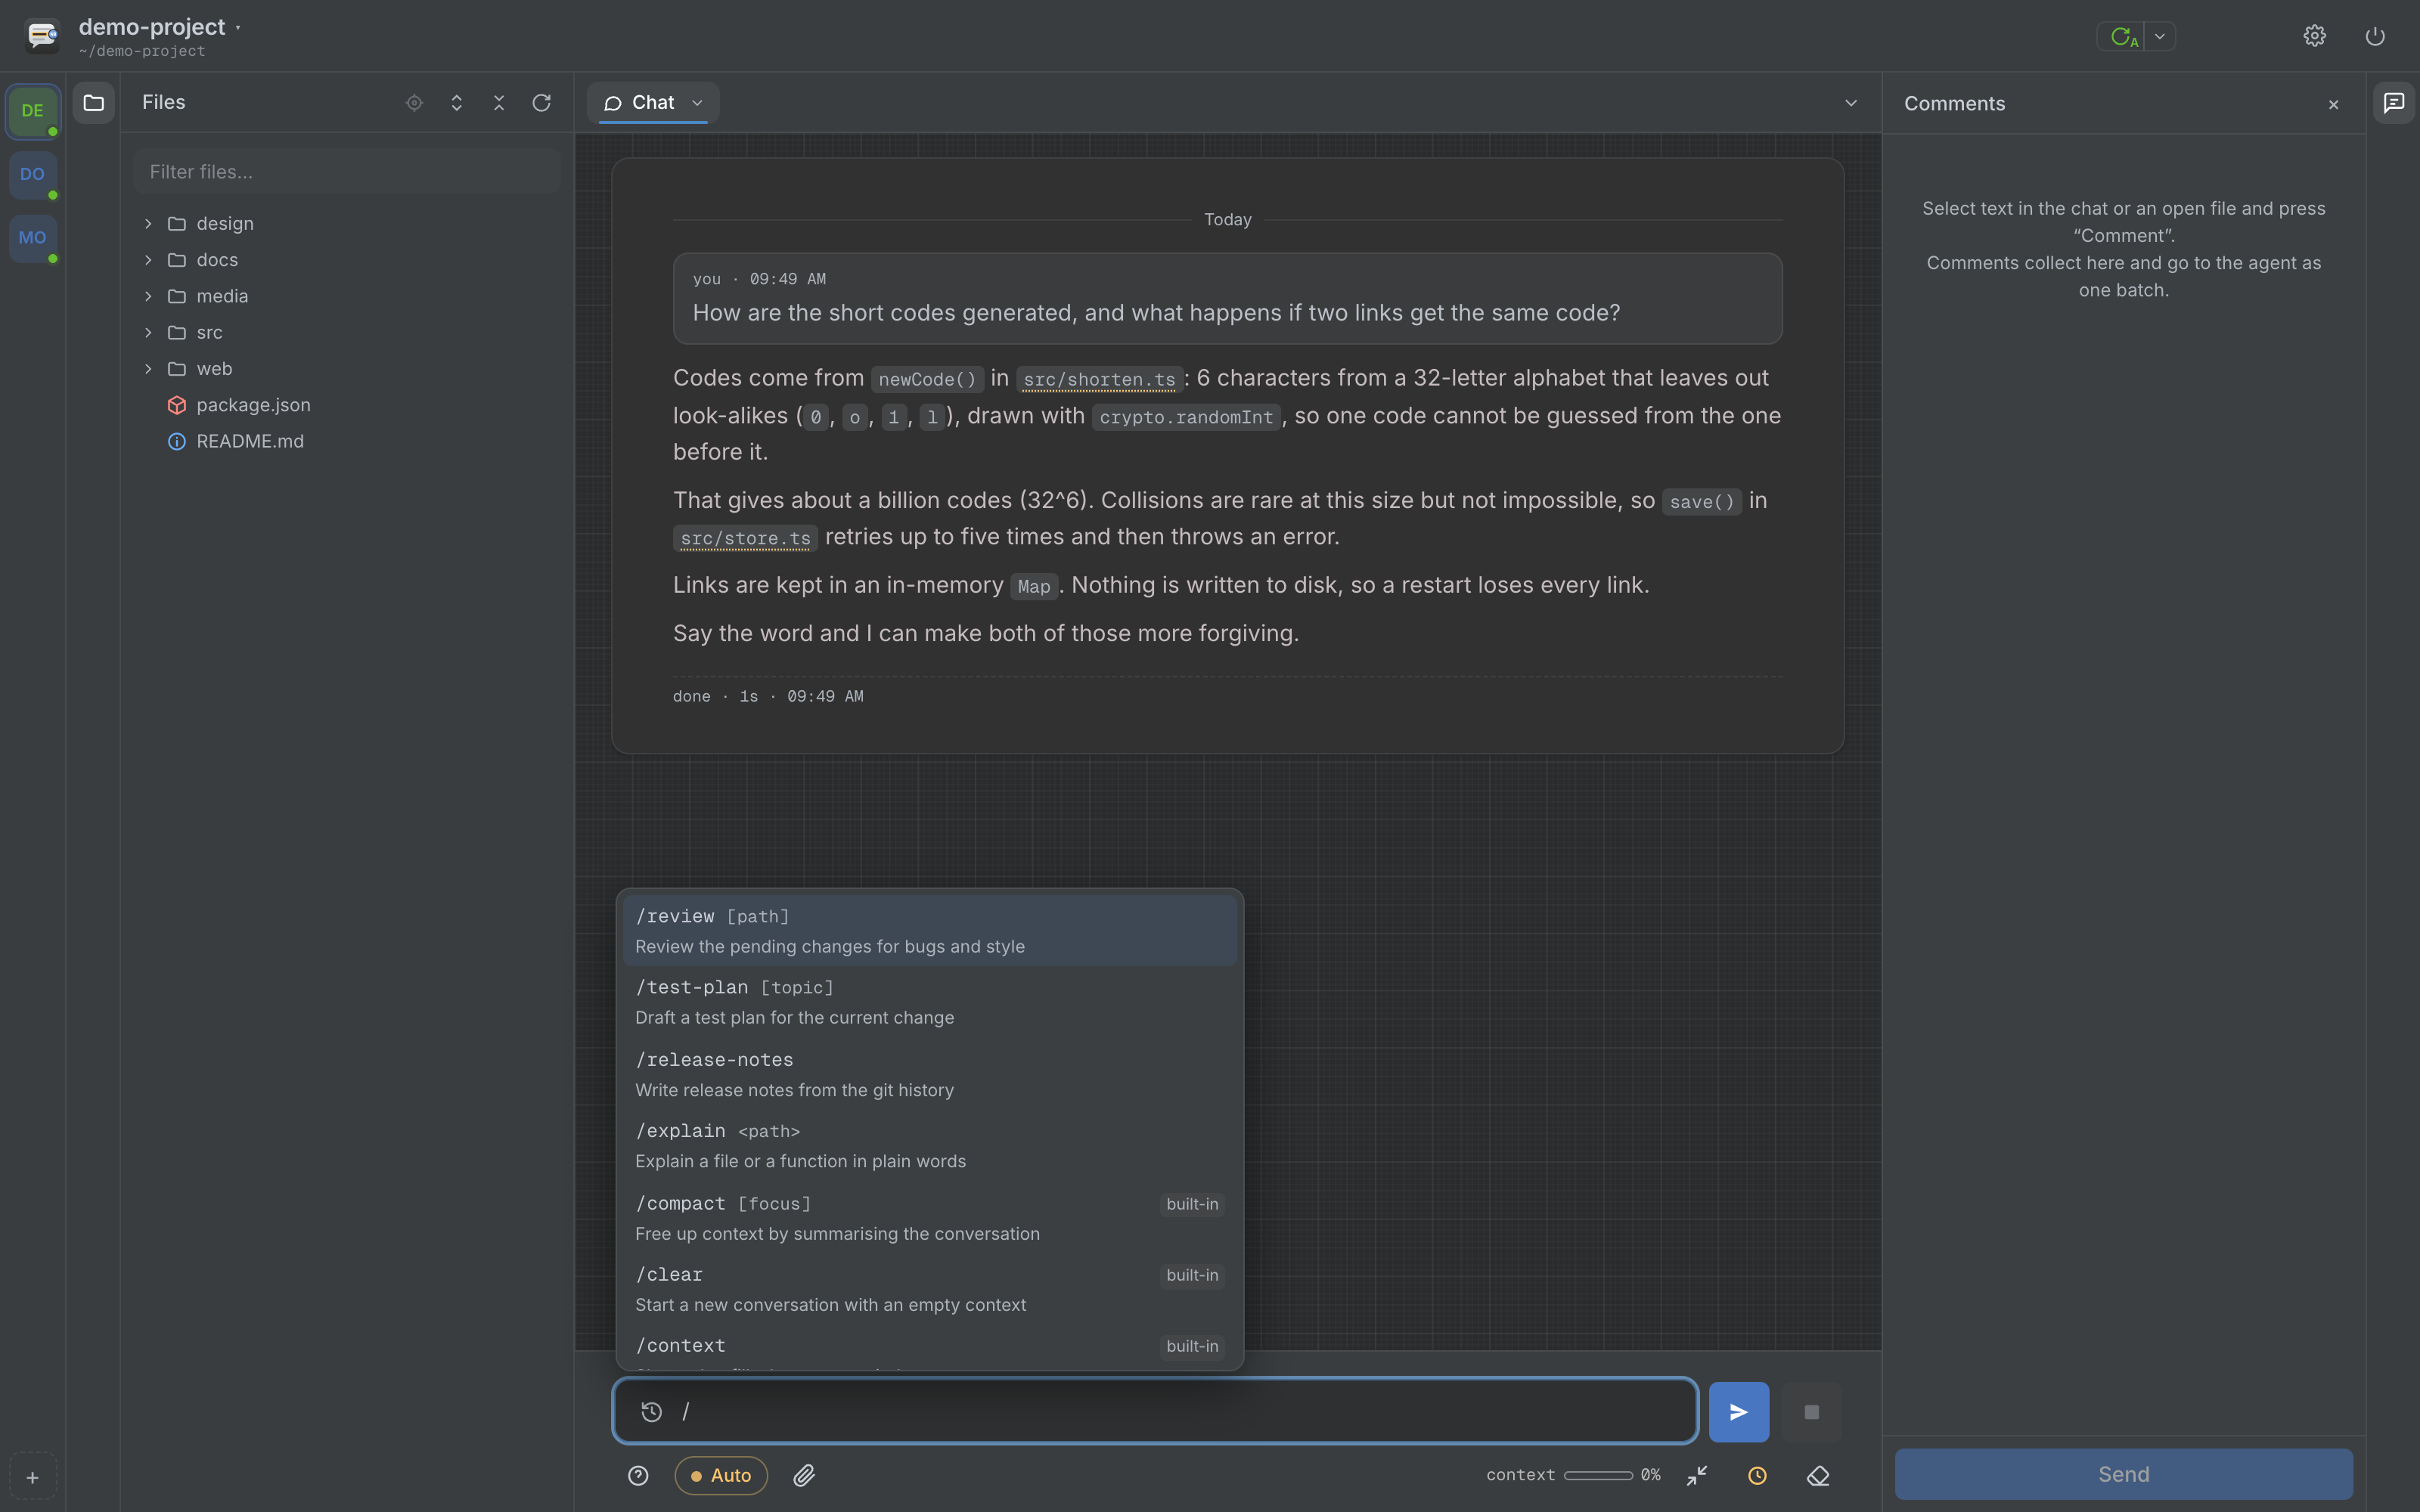 demo-project
~/demo-project
A
DE
DO
MO
Files
Filter files...
design
docs
media
src
web
package.json
README.md
Chat
Today
you · 09:49 AM
How are the short codes generated, and what happens if two links get the same code?
Codes come from newCode() in src/shorten.ts: 6 characters from a 32-letter alphabet that leaves out
look-alikes (0, o, 1, l), drawn with crypto.randomInt, so one code cannot be guessed from the one
before it.
That gives about a billion codes (32^6). Collisions are rare at this size but not impossible, so save() in
src/store.ts retries up to five times and then throws an error.
Links are kept in an in-memory Map. Nothing is written to disk, so a restart loses every link.
Say the word and I can make both of those more forgiving.
done · 1s · 09:49 AM
/review [path]
Review the pending changes for bugs and style
/test-plan [topic]
Draft a test plan for the current change
/release-notes
Write release notes from the git history
/explain <path>
Explain a file or a function in plain words
/compact [focus] built-in
Free up context by summarising the conversation
/clear built-in
Start a new conversation with an empty context
/context built-in
/
Auto
context 0%
Comments
Select text in the chat or an open file and press
“Comment”.
Comments collect here and go to the agent as
one batch.
Send